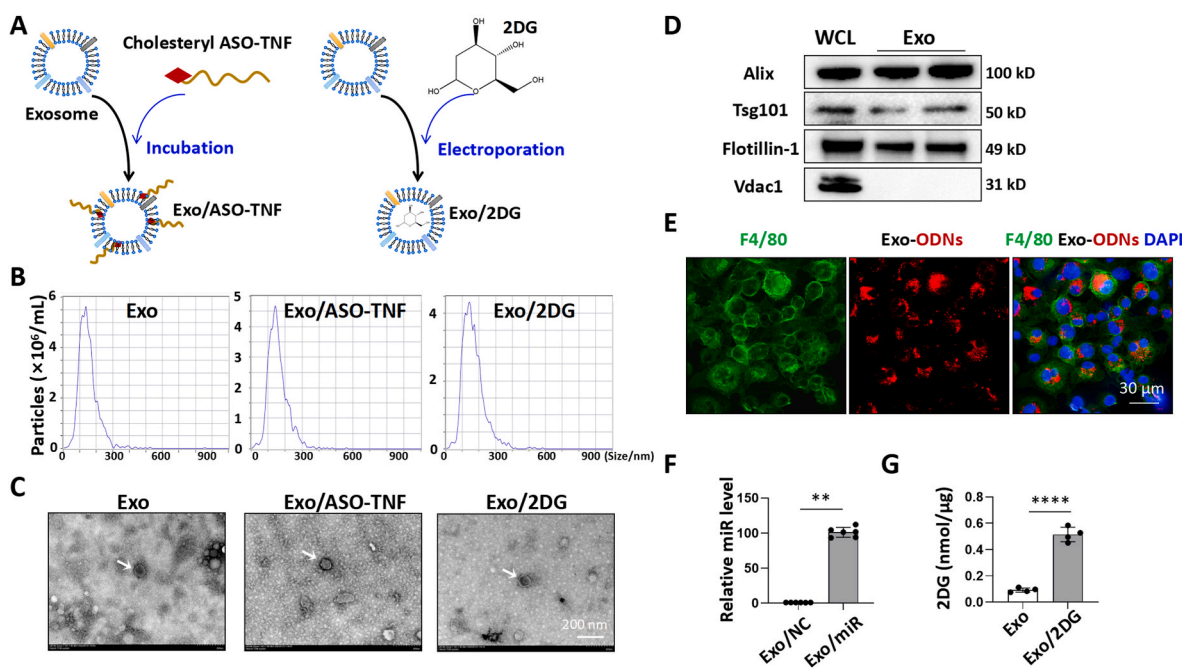 A
Cholesteryl ASO-TNF
2DG
OH
OH
HO
O
OH
Exosome
Incubation
Electroporation
Exo/ASO-TNF
Exo/2DG
B
Particles (×10⁶/mL)
Exo
Exo/ASO-TNF
Exo/2DG
6
5
4
3
2
1
0
5
4
3
2
1
0
4
2
0
0 300 600 900
0 300 600 900
0 300 600 900 (Size/nm)
C
Exo
Exo/ASO-TNF
Exo/2DG
200 nm
D
WCL Exo
Alix 100 kD
Tsg101 50 kD
Flotillin-1 49 kD
Vdac1 31 kD
E
F4/80
Exo-ODNs
F4/80 Exo-ODNs DAPI
30 μm
F
Relative miR level
150
100
50
0
**
Exo/NC
Exo/miR
G
2DG (nmol/μg)
0.8
0.6
0.4
0.2
0.0
****
Exo
Exo/2DG